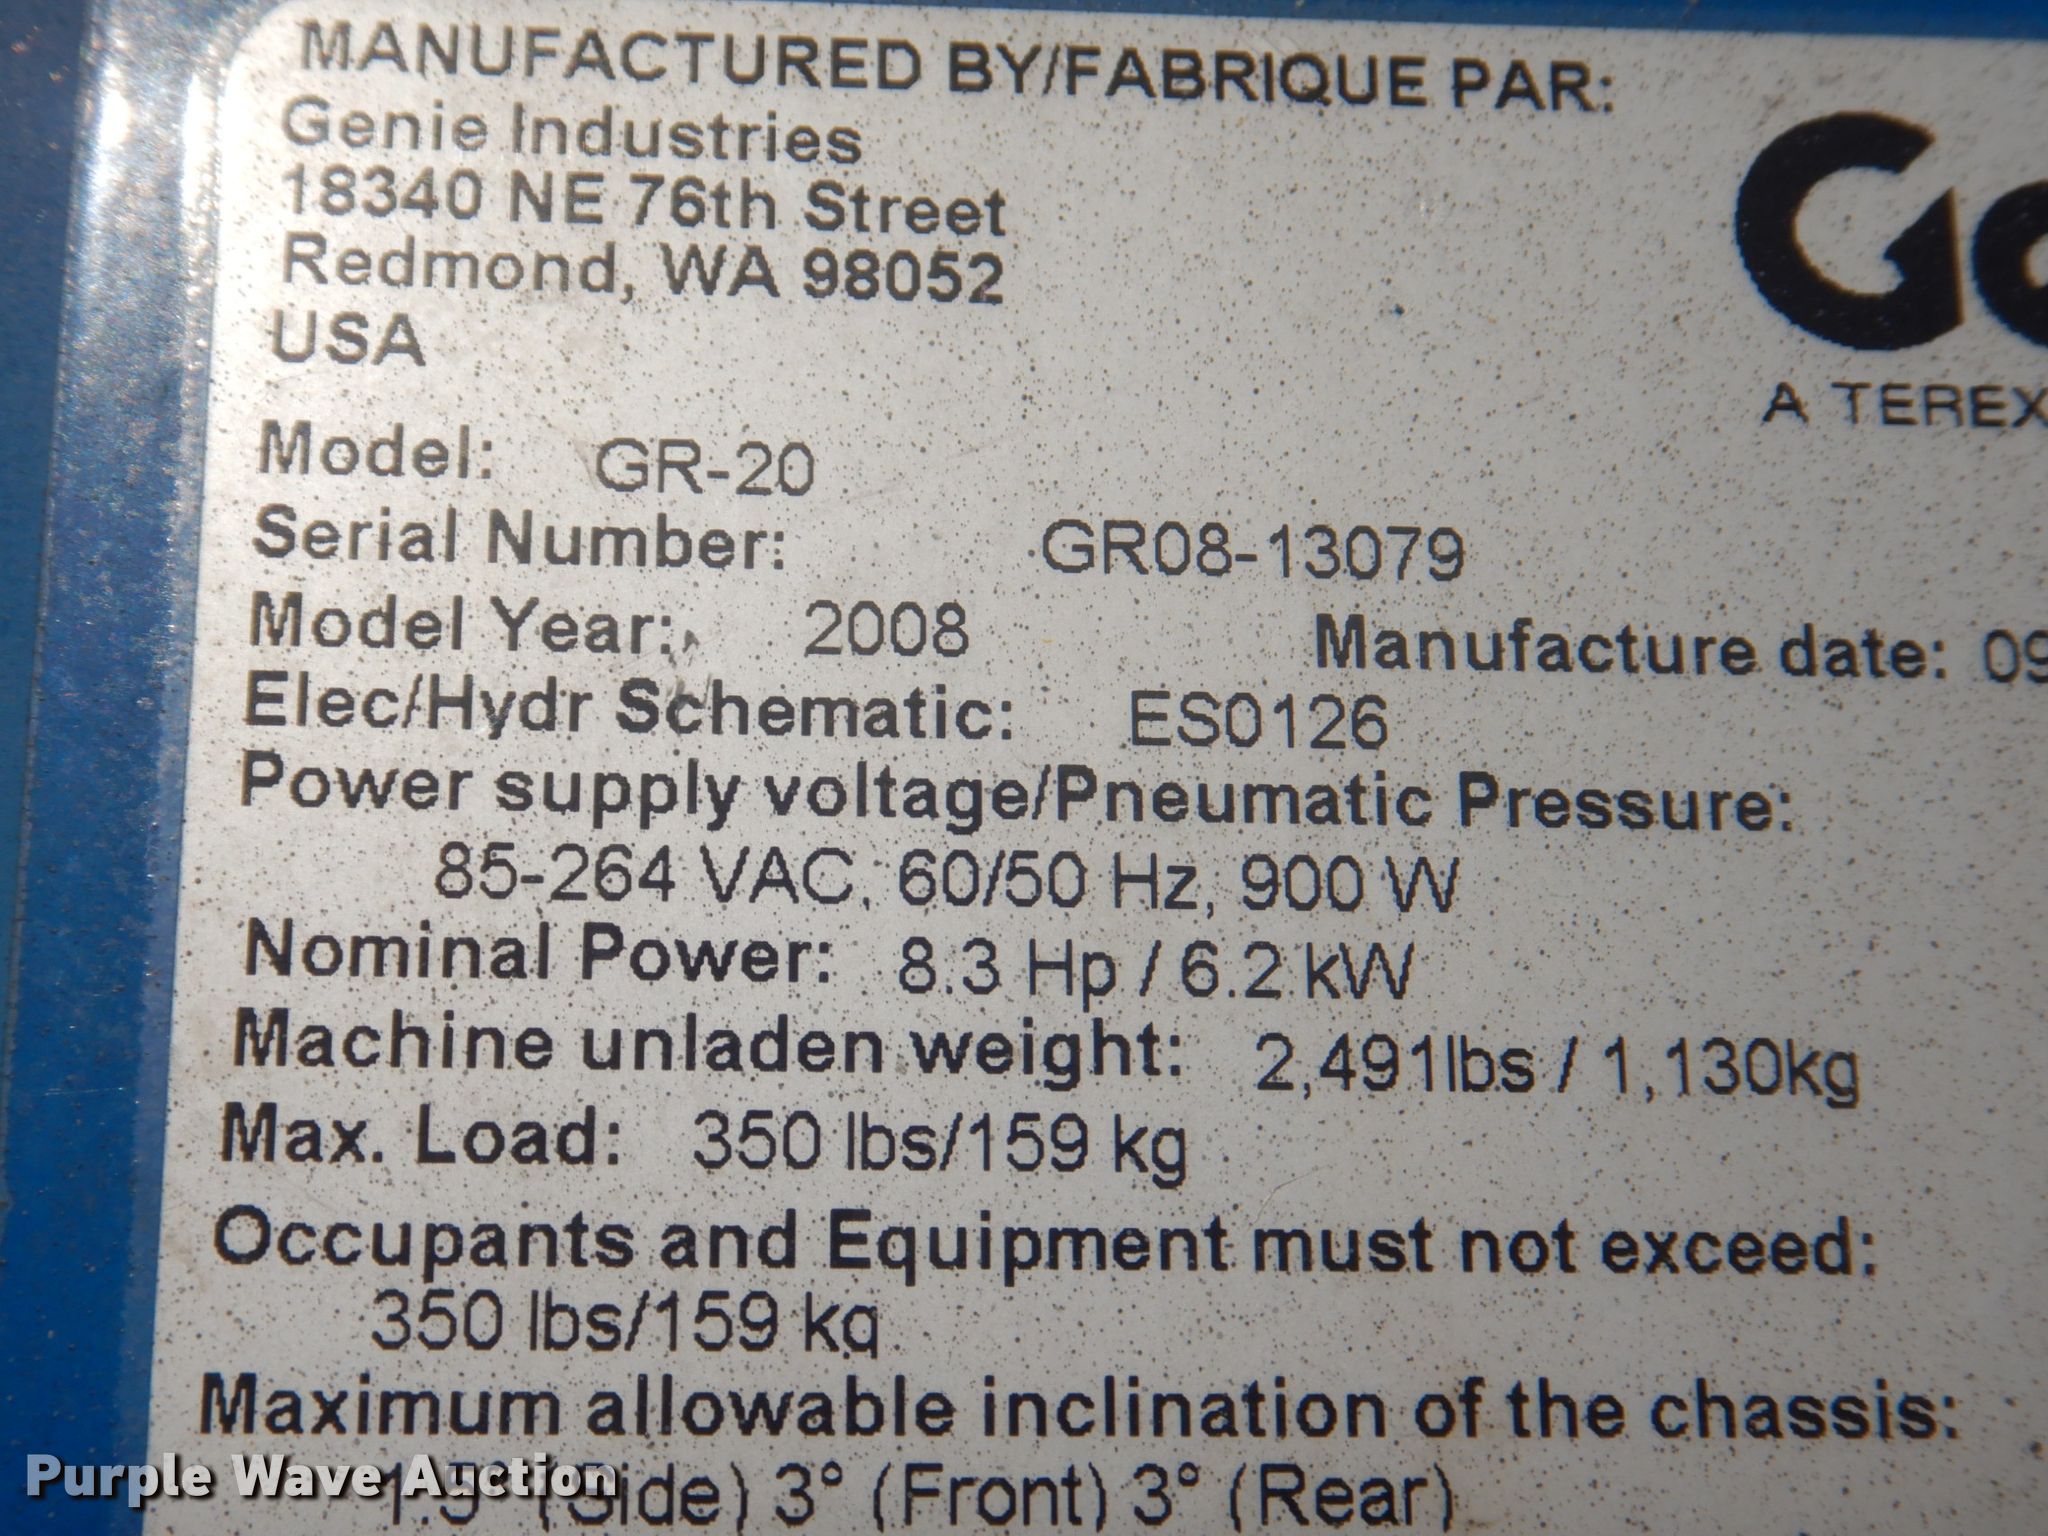 MANUFACTURED BY/FABRIQUE PAR:
Genie Industries
18340 NE 76th Street
Redmond, WA 98052
USA
A TEREX
Model: GR-20
Serial Number: GR08-13079
Model Year: 2008 Manufacture date: 09
Elec/Hydr Schematic: ES0126
Power supply voltage/Pneumatic Pressure:
85-264 VAC, 60/50 Hz, 900 W
Nominal Power: 8.3 Hp / 6.2 kW
Machine unladen weight: 2,491lbs / 1,130kg
Max. Load: 350 lbs/159 kg
Occupants and Equipment must not exceed:
350 lbs/159 kg
Maximum allowable inclination of the chassis:
1.5° (Side) 3° (Front) 3° (Rear)
Purple Wave Auction